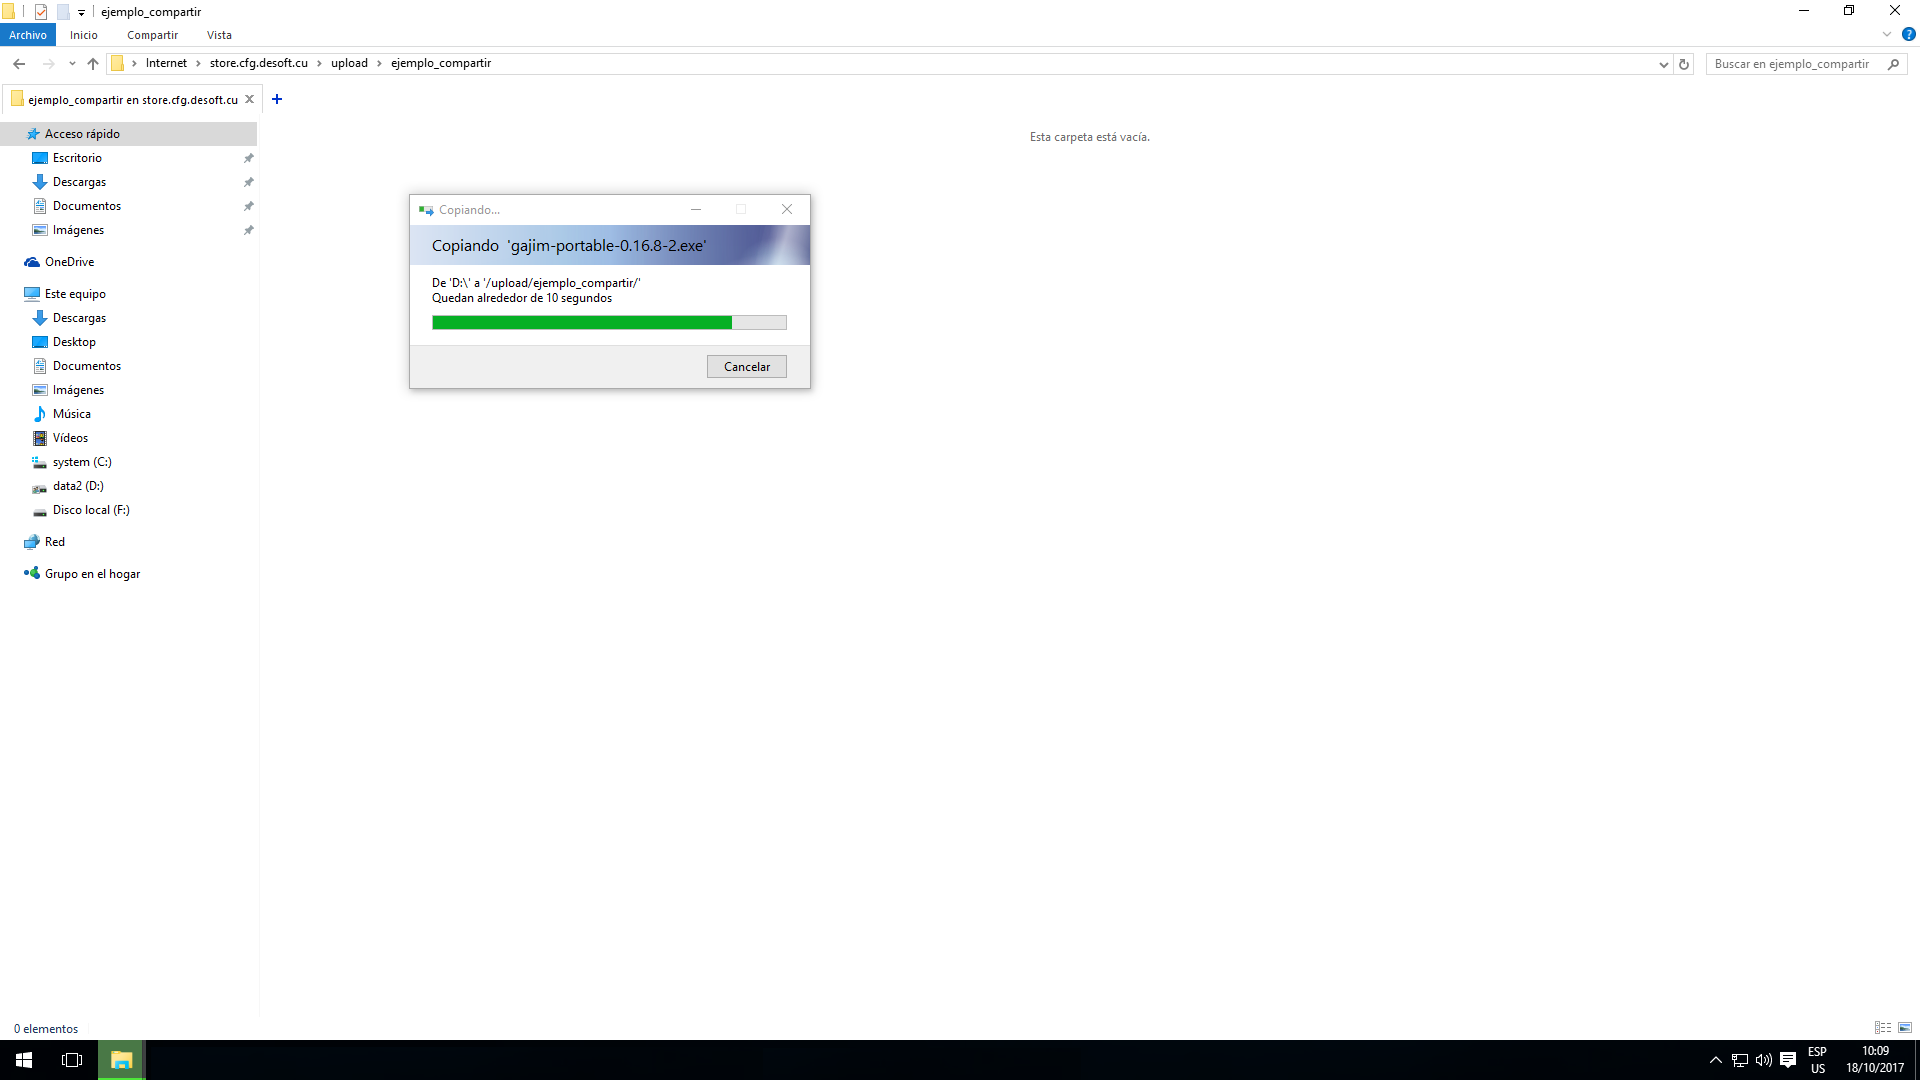 ejemplo_compartir
Archivo Inicio Compartir Vista
Internet store.cfg.desoft.cu upload ejemplo_compartir
Buscar en ejemplo_compartir
ejemplo_compartir en store.cfg.desoft.cu
Acceso rápido
Escritorio
Descargas
Documentos
Imágenes
OneDrive
Este equipo
Descargas
Desktop
Documentos
Imágenes
Música
Vídeos
system (C:)
data2 (D:)
Disco local (F:)
Red
Grupo en el hogar
Esta carpeta está vacía.
Copiando...
Copiando 'gajim-portable-0.16.8-2.exe'
De 'D:\' a '/upload/ejemplo_compartir/'
Quedan alrededor de 10 segundos
Cancelar
0 elementos
ESP
US
10:09
18/10/2017